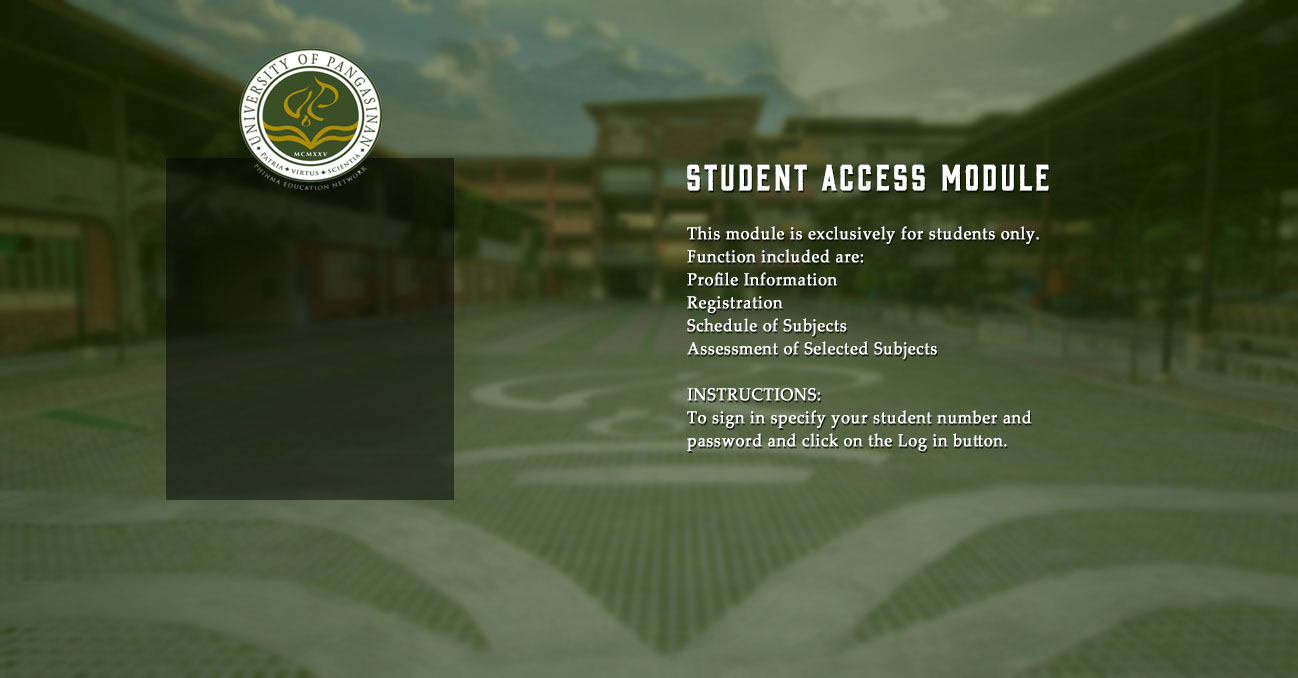 UNIVERSITY OF PANGASINAN
MCMXXV
PATRIA VIRTUS SCIENTIA
PHINMA EDUCATION NETWORK
STUDENT ACCESS MODULE
This module is exclusively for students only.
Function included are:
Profile Information
Registration
Schedule of Subjects
Assessment of Selected Subjects
INSTRUCTIONS:
To sign in specify your student number and
password and click on the Log in button.